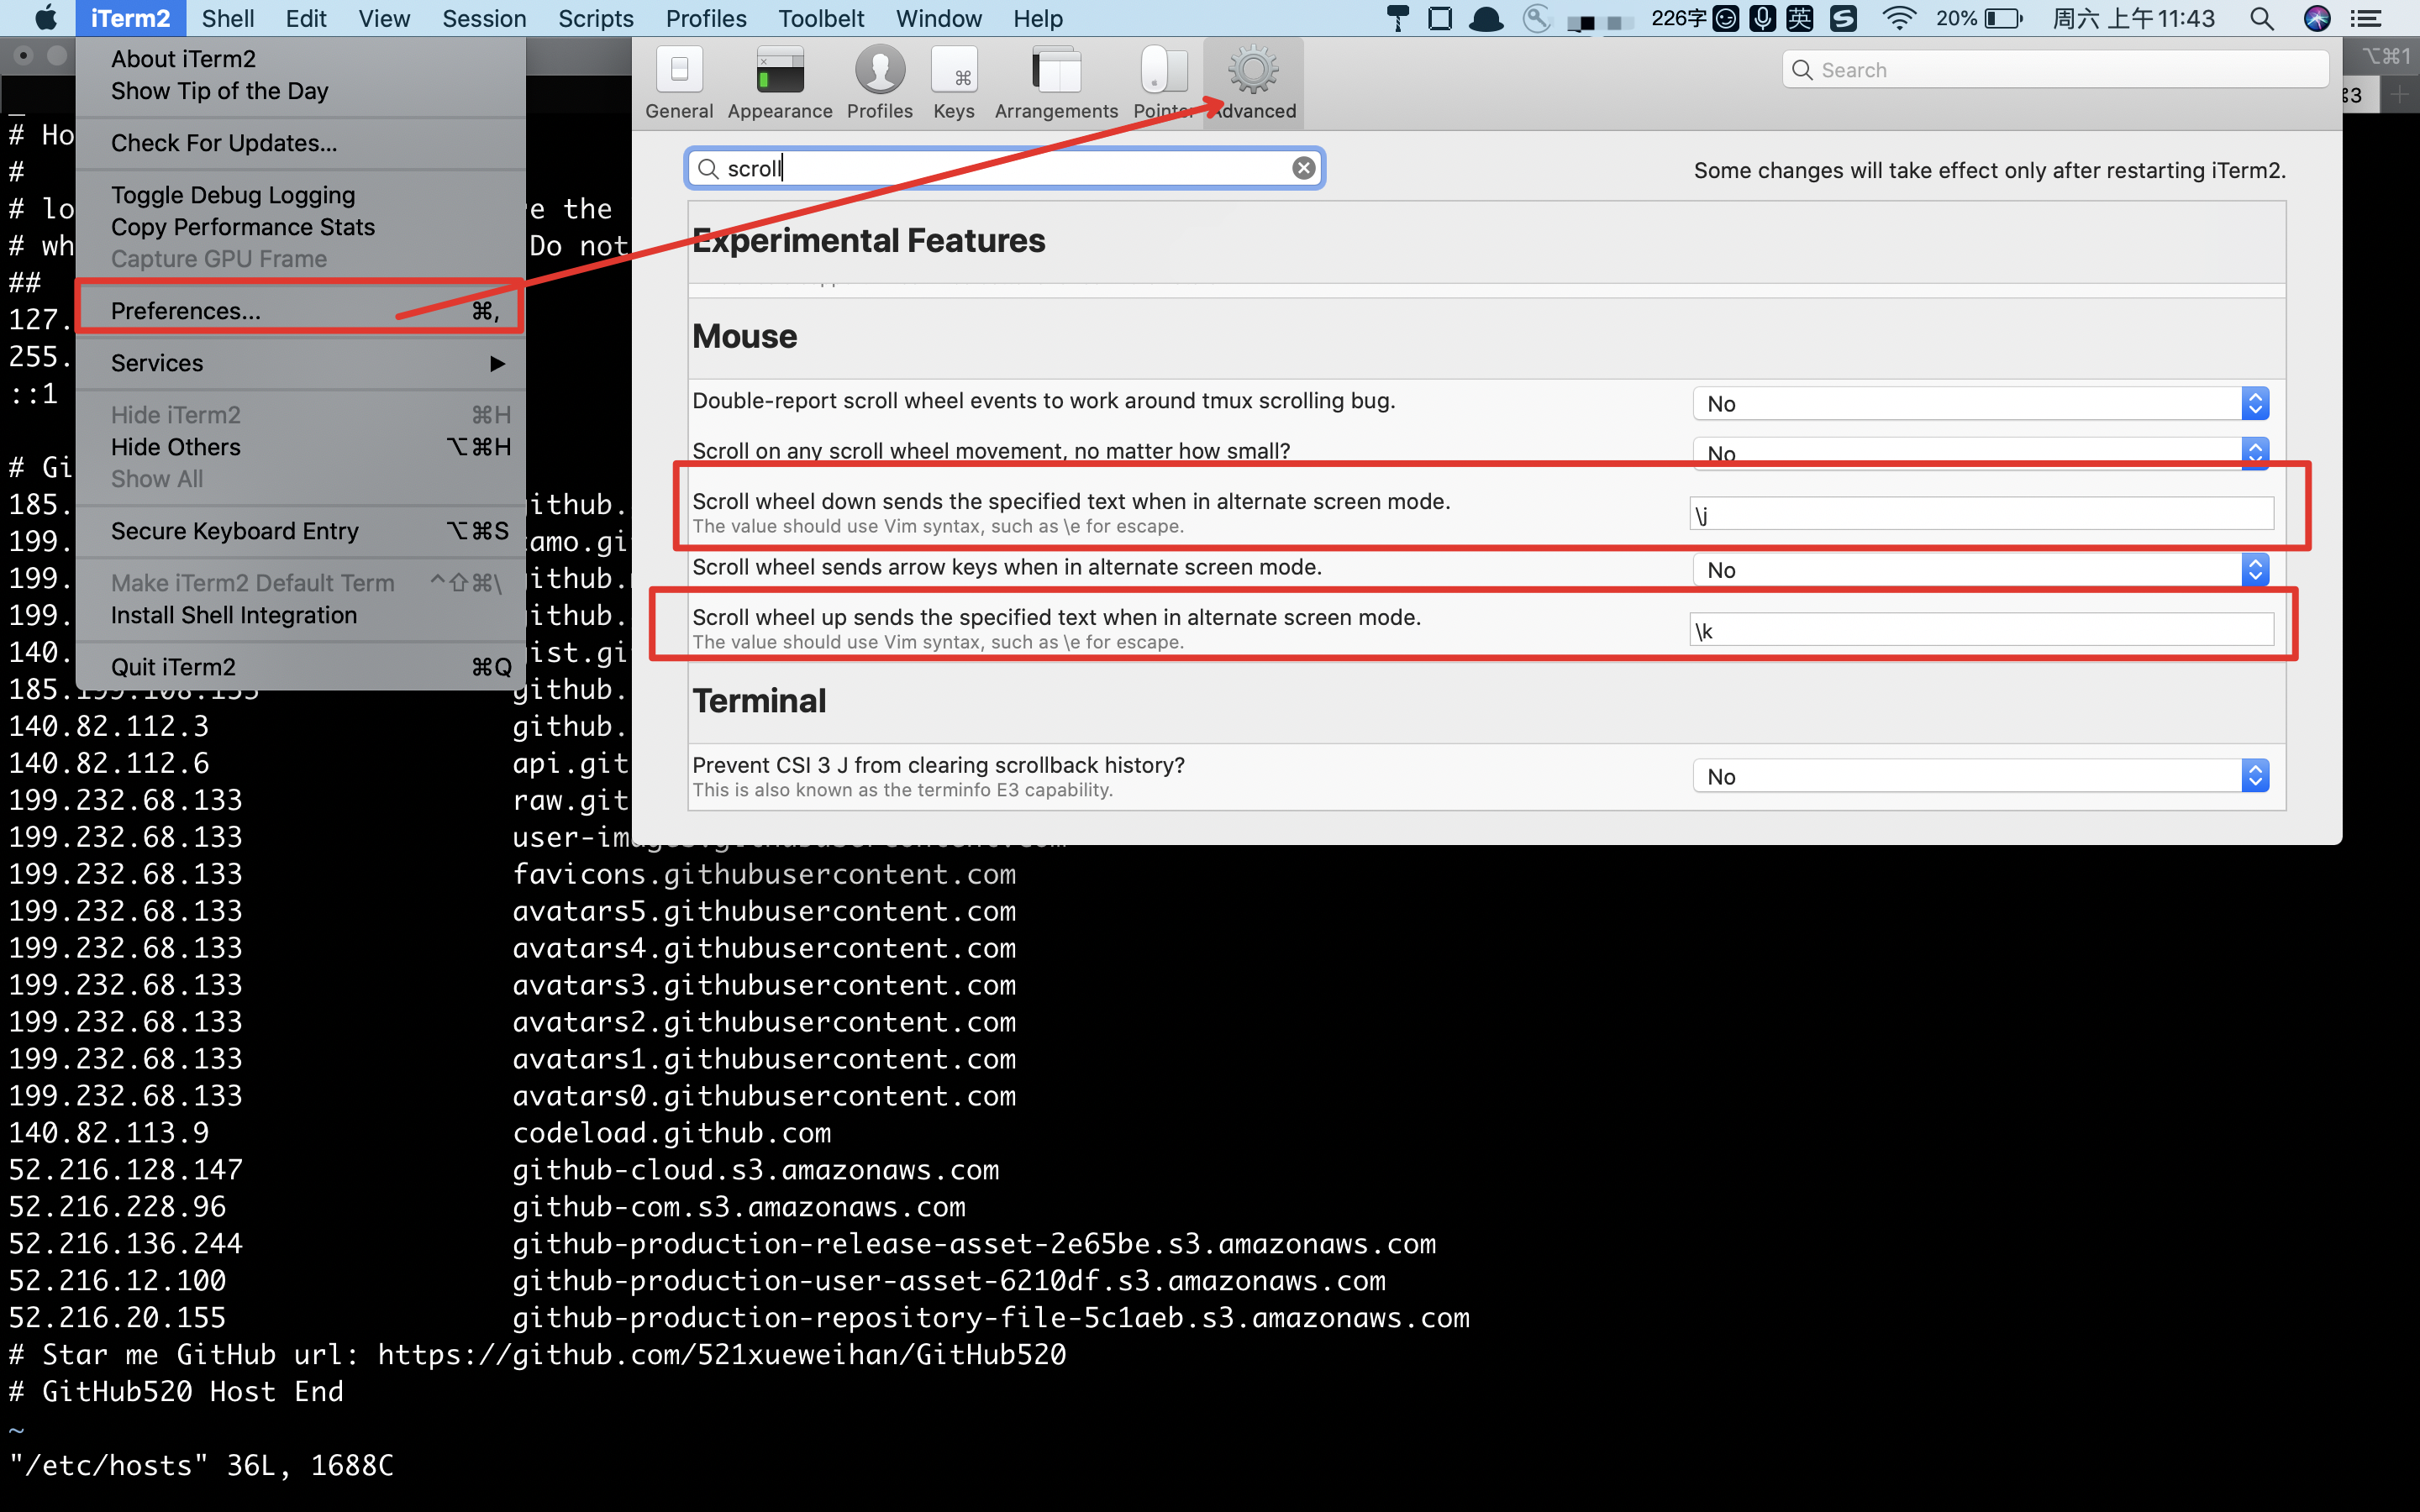 iTerm2 Shell Edit View Session Scripts Profiles Toolbelt Window Help 226字 英 20% 周六 上午11:43
About iTerm2
Show Tip of the Day
Check For Updates...
Toggle Debug Logging
Copy Performance Stats
Capture GPU Frame
Preferences... ⌘,
Services
Hide iTerm2 ⌘H
Hide Others ⌥⌘H
Show All
Secure Keyboard Entry ⌥⌘S
Make iTerm2 Default Term ^⇧⌘\
Install Shell Integration
Quit iTerm2 ⌘Q
General Appearance Profiles Keys Arrangements Pointer Advanced
Search
⌥⌘1
⌘3
scroll
Some changes will take effect only after restarting iTerm2.
Experimental Features
Mouse
Double-report scroll wheel events to work around tmux scrolling bug. No
Scroll on any scroll wheel movement, no matter how small? No
Scroll wheel down sends the specified text when in alternate screen mode. \j
The value should use Vim syntax, such as \e for escape.
Scroll wheel sends arrow keys when in alternate screen mode. No
Scroll wheel up sends the specified text when in alternate screen mode. \k
The value should use Vim syntax, such as \e for escape.
Terminal
Prevent CSI 3 J from clearing scrollback history? No
This is also known as the terminfo E3 capability.
# Ho
#
# lo e the
# wh Do not
##
127.
255.
::1
# Gi
185. github.
199. camo.gi
199. github.
199. github.
140. gist.gi
185.199.108.153 github.
140.82.112.3 github.
140.82.112.6 api.git
199.232.68.133 raw.git
199.232.68.133 user-images.githubusercontent.com
199.232.68.133 favicons.githubusercontent.com
199.232.68.133 avatars5.githubusercontent.com
199.232.68.133 avatars4.githubusercontent.com
199.232.68.133 avatars3.githubusercontent.com
199.232.68.133 avatars2.githubusercontent.com
199.232.68.133 avatars1.githubusercontent.com
199.232.68.133 avatars0.githubusercontent.com
140.82.113.9 codeload.github.com
52.216.128.147 github-cloud.s3.amazonaws.com
52.216.228.96 github-com.s3.amazonaws.com
52.216.136.244 github-production-release-asset-2e65be.s3.amazonaws.com
52.216.12.100 github-production-user-asset-6210df.s3.amazonaws.com
52.216.20.155 github-production-repository-file-5c1aeb.s3.amazonaws.com
# Star me GitHub url: https://github.com/521xueweihan/GitHub520
# GitHub520 Host End
~
"/etc/hosts" 36L, 1688C